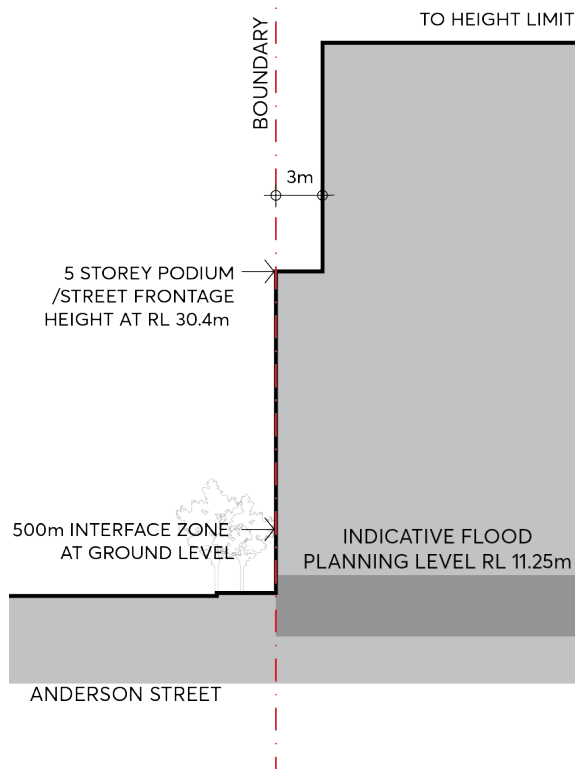 TO HEIGHT LIMIT
BOUNDARY
3m
5 STOREY PODIUM
/STREET FRONTAGE
HEIGHT AT RL 30.4m
500m INTERFACE ZONE
AT GROUND LEVEL
INDICATIVE FLOOD
PLANNING LEVEL RL 11.25m
ANDERSON STREET